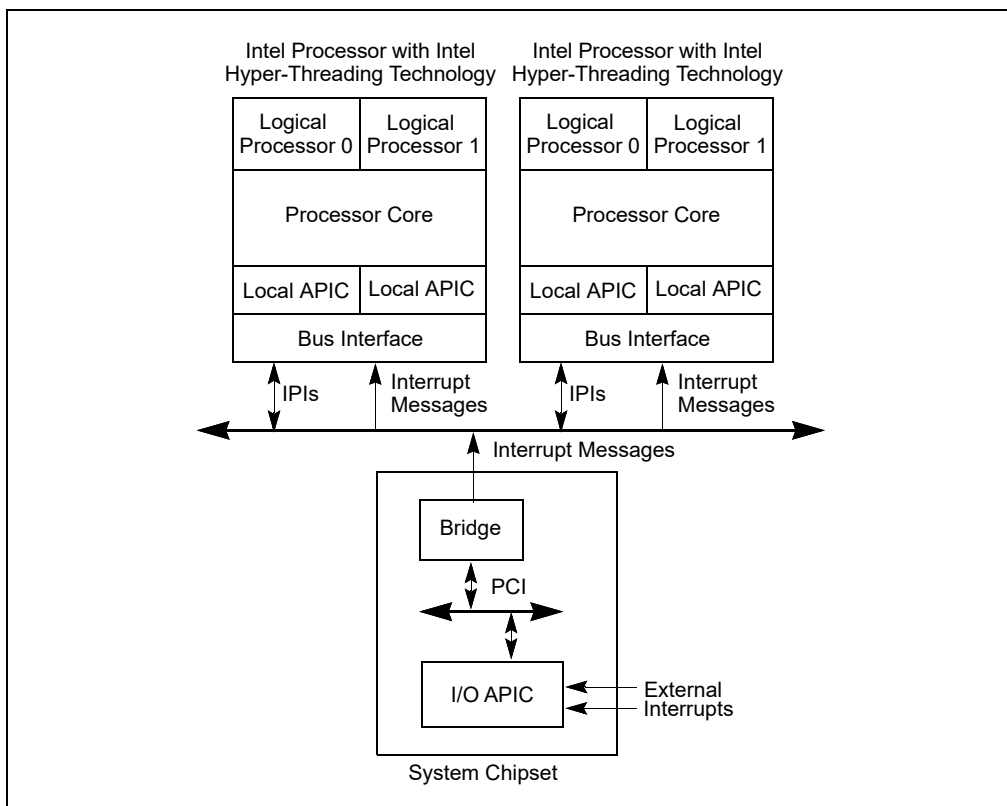 Intel Processor with Intel
Hyper-Threading Technology
Intel Processor with Intel
Hyper-Threading Technology
Logical
Processor 0
Logical
Processor 1
Logical
Processor 0
Logical
Processor 1
Processor Core
Processor Core
Local APIC
Local APIC
Local APIC
Local APIC
Bus Interface
Bus Interface
IPIs
Interrupt
Messages
IPIs
Interrupt
Messages
Interrupt Messages
Bridge
PCI
I/O APIC
External
Interrupts
System Chipset